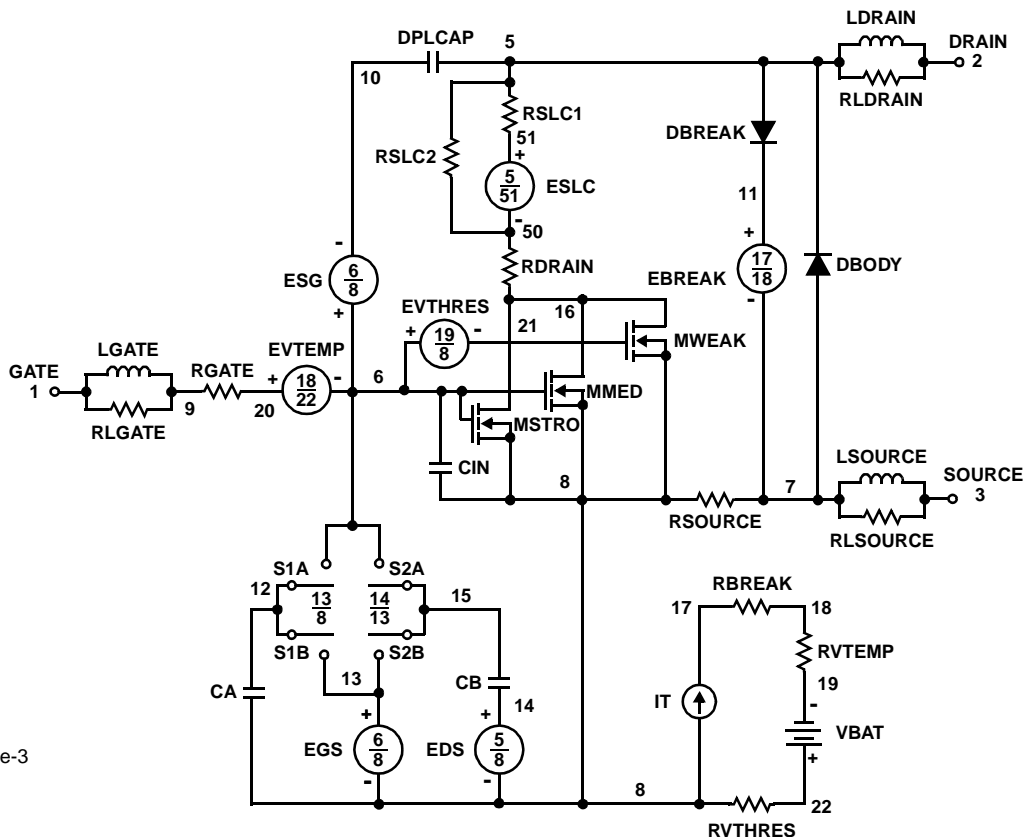 LDRAIN
DPLCAP
5
DRAIN
2
10
RLDRAIN
RSLC1
51
DBREAK
RSLC2
+
5
51
ESLC
11
-
50
-
+
17
18
EBREAK
-
DBODY
RDRAIN
6
8
ESG
+
EVTHRES
16
21
+
19
8
-
MWEAK
LGATE
EVTEMP
GATE
1
RGATE
+
18
22
-
6
MMED
9
20
RLGATE
MSTRO
LSOURCE
CIN
8
7
SOURCE
3
RSOURCE
RLSOURCE
S1A
S2A
12
13
8
14
13
15
RBREAK
17
18
S1B
S2B
RVTEMP
13
CB
19
CA
14
IT
-
+
+
VBAT
EGS
6
8
EDS
5
8
e-3
+
-
-
8
22
RVTHRES